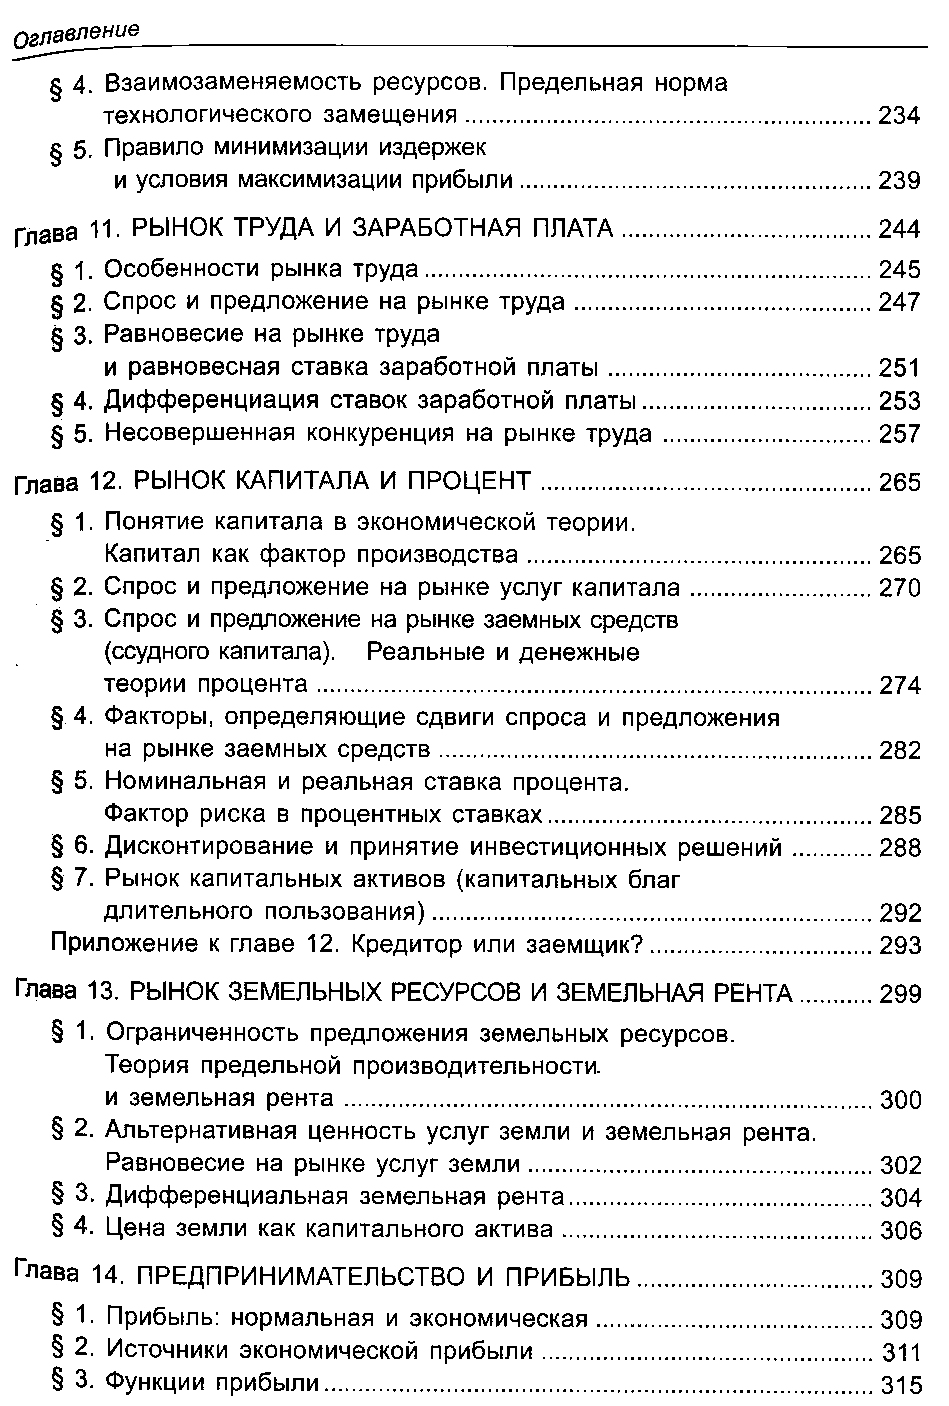 Оглавление
§ 4. Взаимозаменяемость ресурсов. Предельная норма
технологического замещения ... 234
§ 5. Правило минимизации издержек
и условия максимизации прибыли ... 239
Глава 11. РЫНОК ТРУДА И ЗАРАБОТНАЯ ПЛАТА ... 244
§ 1. Особенности рынка труда ... 245
§ 2. Спрос и предложение на рынке труда ... 247
§ 3. Равновесие на рынке труда
и равновесная ставка заработной платы ... 251
§ 4. Дифференциация ставок заработной платы ... 253
§ 5. Несовершенная конкуренция на рынке труда ... 257
Глава 12. РЫНОК КАПИТАЛА И ПРОЦЕНТ ... 265
§ 1. Понятие капитала в экономической теории.
Капитал как фактор производства ... 265
§ 2. Спрос и предложение на рынке услуг капитала ... 270
§ 3. Спрос и предложение на рынке заемных средств
(ссудного капитала). Реальные и денежные
теории процента ... 274
§ 4. Факторы, определяющие сдвиги спроса и предложения
на рынке заемных средств ... 282
§ 5. Номинальная и реальная ставка процента.
Фактор риска в процентных ставках ... 285
§ 6. Дисконтирование и принятие инвестиционных решений ... 288
§ 7. Рынок капитальных активов (капитальных благ
длительного пользования) ... 292
Приложение к главе 12. Кредитор или заемщик? ... 293
Глава 13. РЫНОК ЗЕМЕЛЬНЫХ РЕСУРСОВ И ЗЕМЕЛЬНАЯ РЕНТА ... 299
§ 1. Ограниченность предложения земельных ресурсов.
Теория предельной производительности
и земельная рента ... 300
§ 2. Альтернативная ценность услуг земли и земельная рента.
Равновесие на рынке услуг земли ... 302
§ 3. Дифференциальная земельная рента ... 304
§ 4. Цена земли как капитального актива ... 306
Глава 14. ПРЕДПРИНИМАТЕЛЬСТВО И ПРИБЫЛЬ ... 309
§ 1. Прибыль: нормальная и экономическая ... 309
§ 2. Источники экономической прибыли ... 311
§ 3. Функции прибыли ... 315